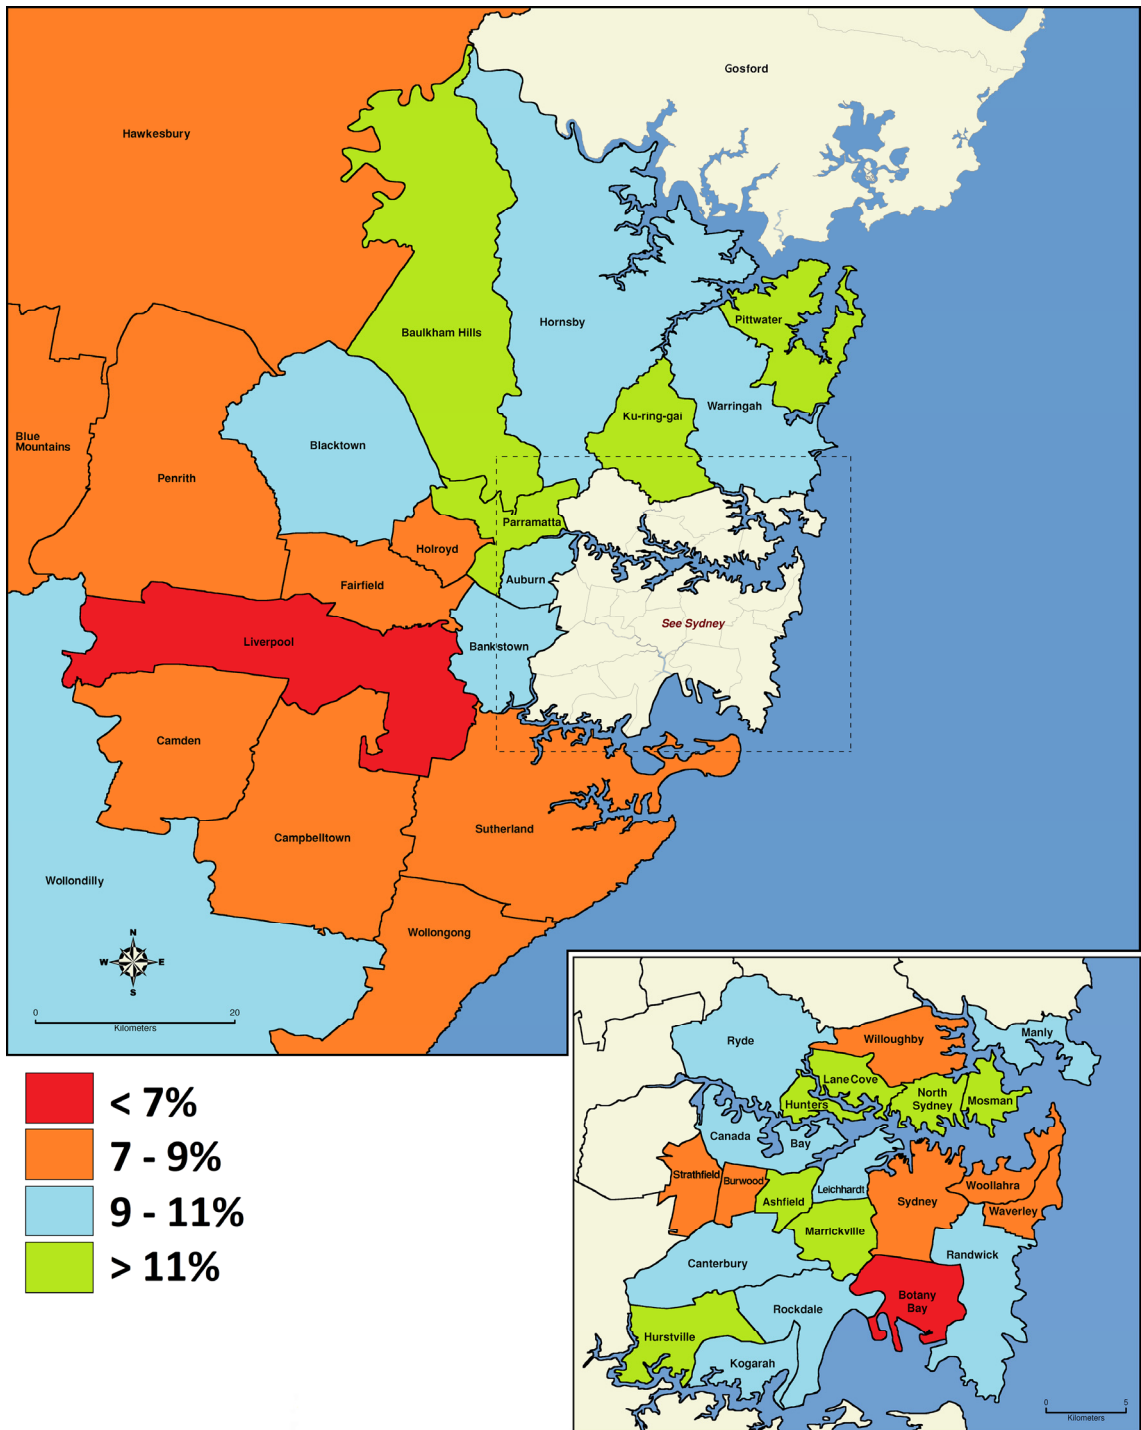 Gosford
Hawkesbury
Baulkham Hills
Hornsby
Pittwater
Ku-ring-gai
Warringah
Blue
Mountains
Blacktown
Penrith
Parramatta
Holroyd
Auburn
Fairfield
See Sydney
Liverpool
Bankstown
Camden
Campbelltown
Sutherland
Wollondilly
Wollongong
N
W E
S
0 20
Kilometers
< 7%
7 - 9%
9 - 11%
> 11%
Ryde
Willoughby
Manly
Lane Cove
Hunters
North
Sydney
Mosman
Canada
Bay
Strathfield
Burwood
Ashfield
Leichhardt
Sydney
Woollahra
Waverley
Marrickville
Randwick
Canterbury
Botany
Bay
Rockdale
Hurstville
Kogarah
0 5
Kilometers